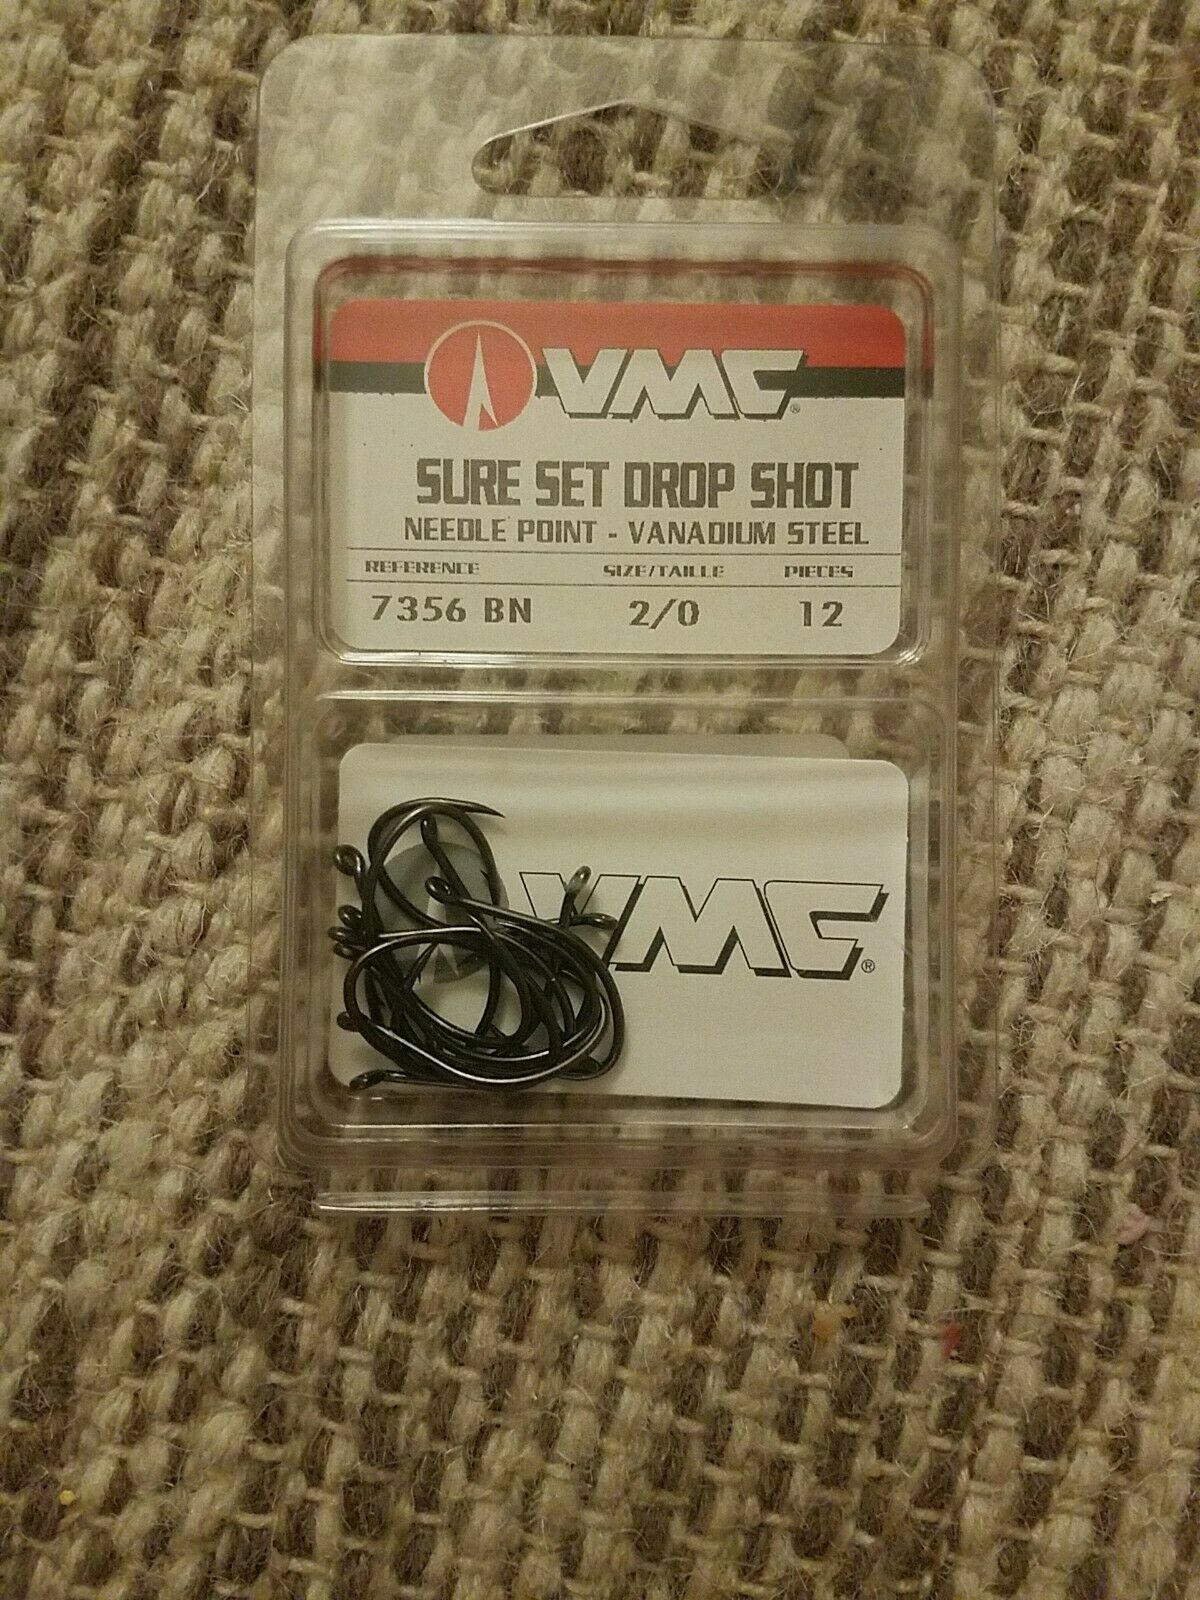 VMC®
SURE SET DROP SHOT
NEEDLE POINT - VANADIUM STEEL
REFERENCE SIZE/TAILLE PIECES
7356 BN 2/0 12
VMC®